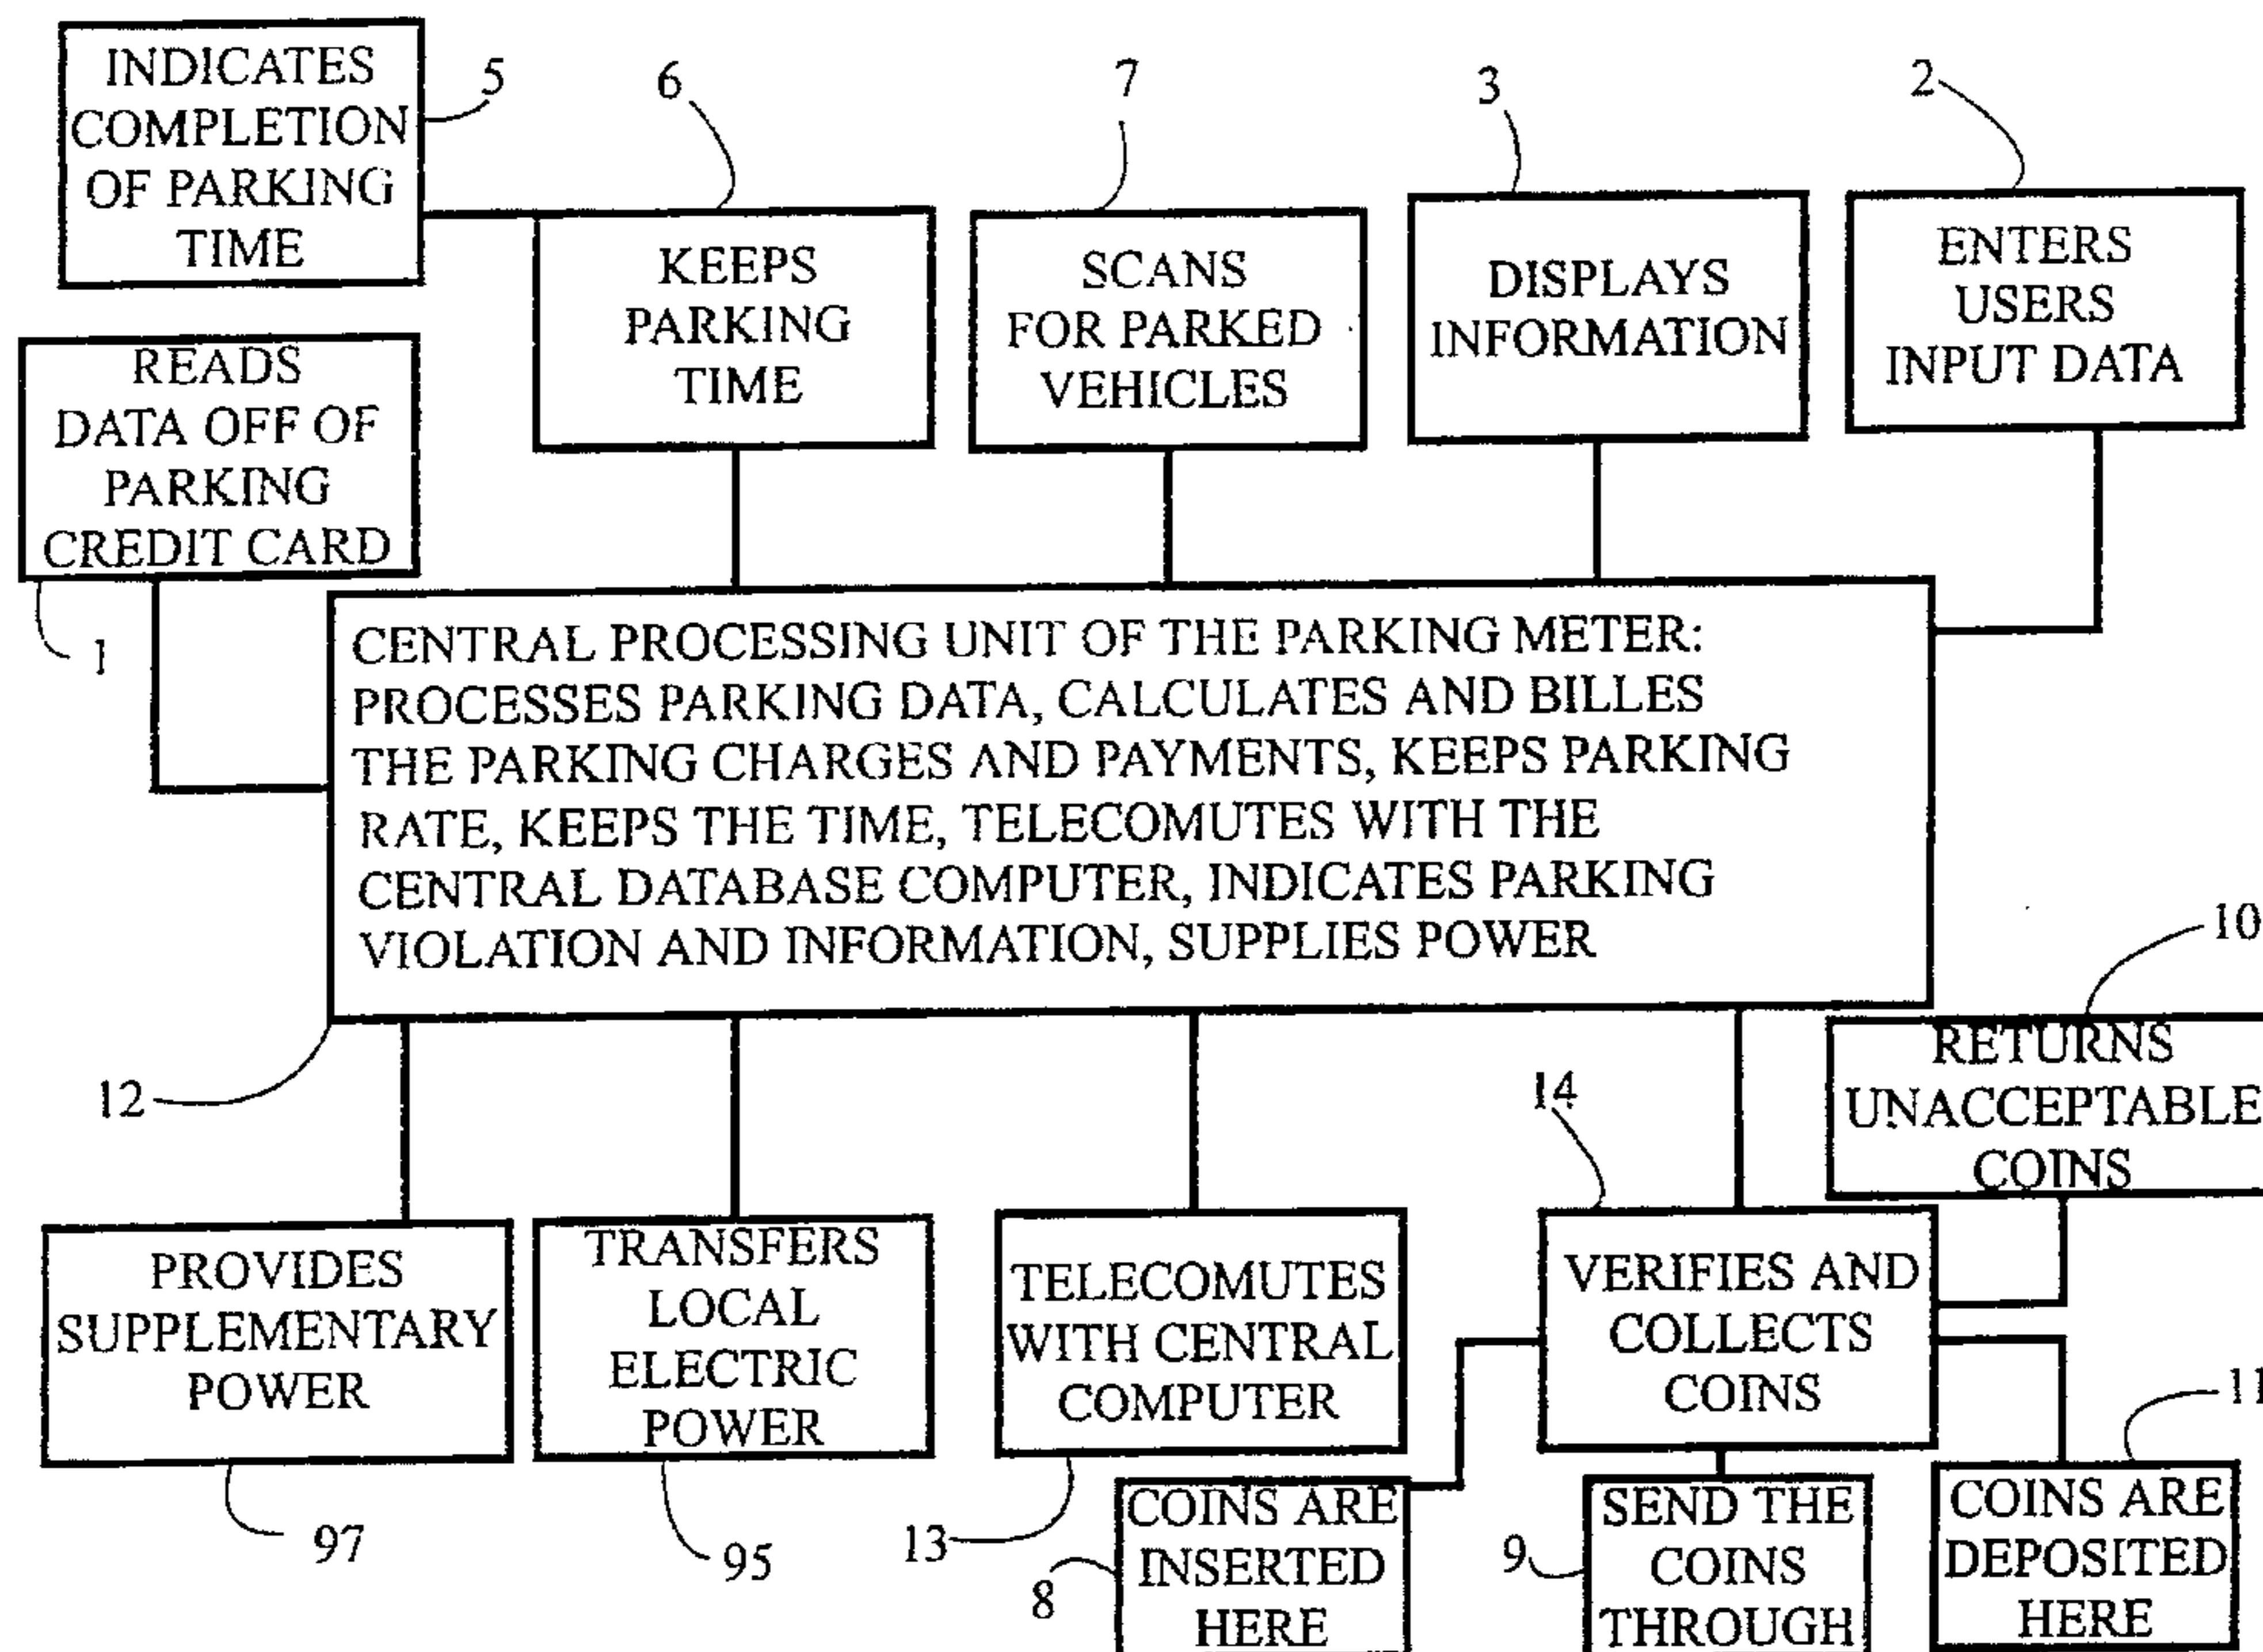 INDICATES
COMPLETION
OF PARKING
TIME
5
6
7
3
2
KEEPS
PARKING
TIME
SCANS
FOR PARKED
VEHICLES
DISPLAYS
INFORMATION
ENTERS
USERS
INPUT DATA
READS
DATA OFF OF
PARKING
CREDIT CARD
1
CENTRAL PROCESSING UNIT OF THE PARKING METER:
PROCESSES PARKING DATA, CALCULATES AND BILLES
THE PARKING CHARGES AND PAYMENTS, KEEPS PARKING
RATE, KEEPS THE TIME, TELECOMUTES WITH THE
CENTRAL DATABASE COMPUTER, INDICATES PARKING
VIOLATION AND INFORMATION, SUPPLIES POWER
12
14
10
RETURNS
UNACCEPTABLE
COINS
PROVIDES
SUPPLEMENTARY
POWER
97
TRANSFERS
LOCAL
ELECTRIC
POWER
95
TELECOMUTES
WITH CENTRAL
COMPUTER
13
VERIFIES AND
COLLECTS
COINS
11
COINS ARE
INSERTED
HERE
8
SEND THE
COINS
THROUGH
9
COINS ARE
DEPOSITED
HERE